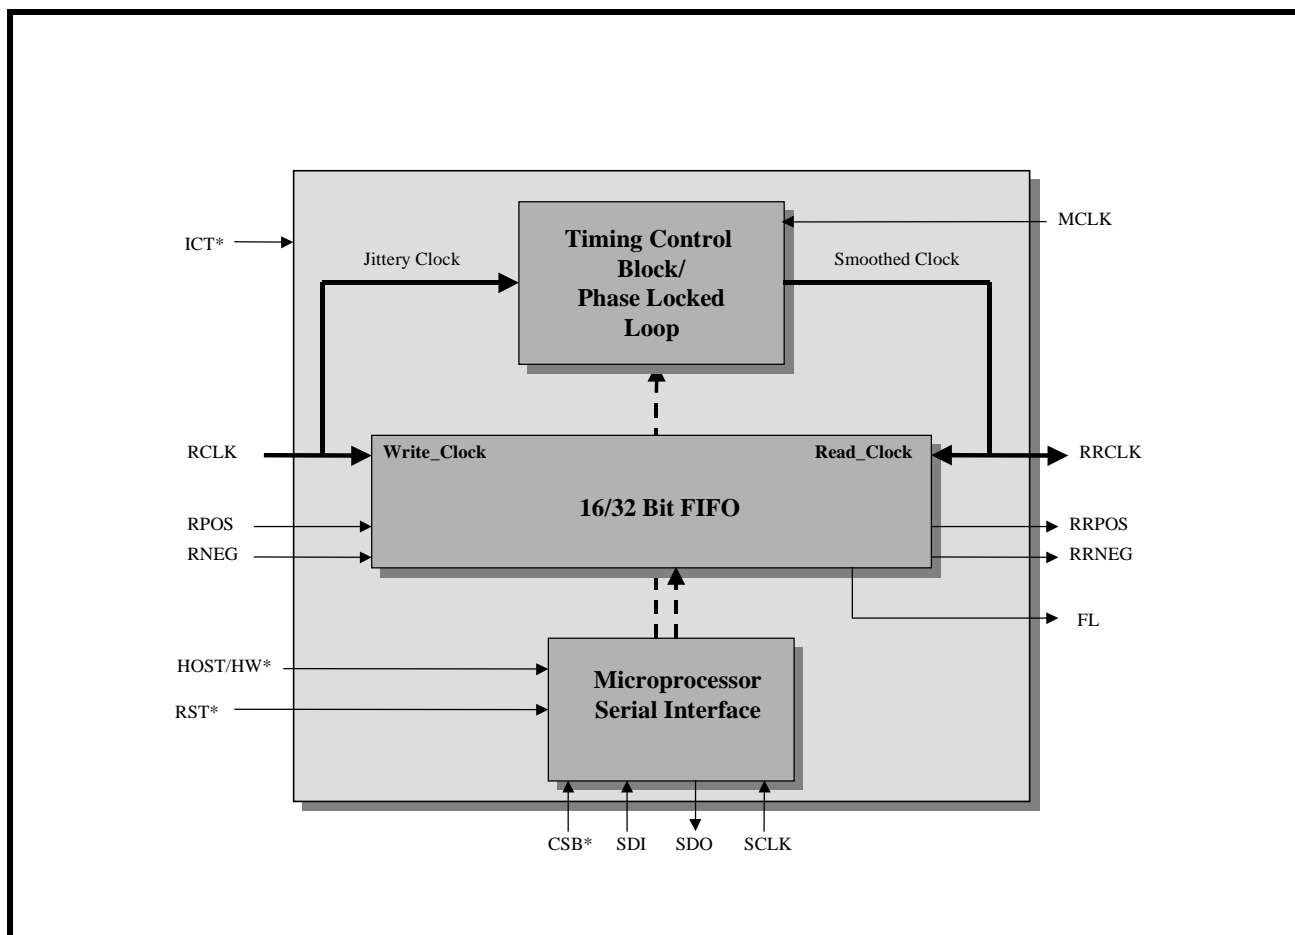 MCLK
Timing Control
Block/
Phase Locked
Loop
ICT*
Jittery Clock
Smoothed Clock
RCLK
Write_Clock
Read_Clock
RRCLK
16/32 Bit FIFO
RPOS
RRPOS
RNEG
RRNEG
FL
HOST/HW*
Microprocessor
Serial Interface
RST*
CSB*
SDI
SDO
SCLK